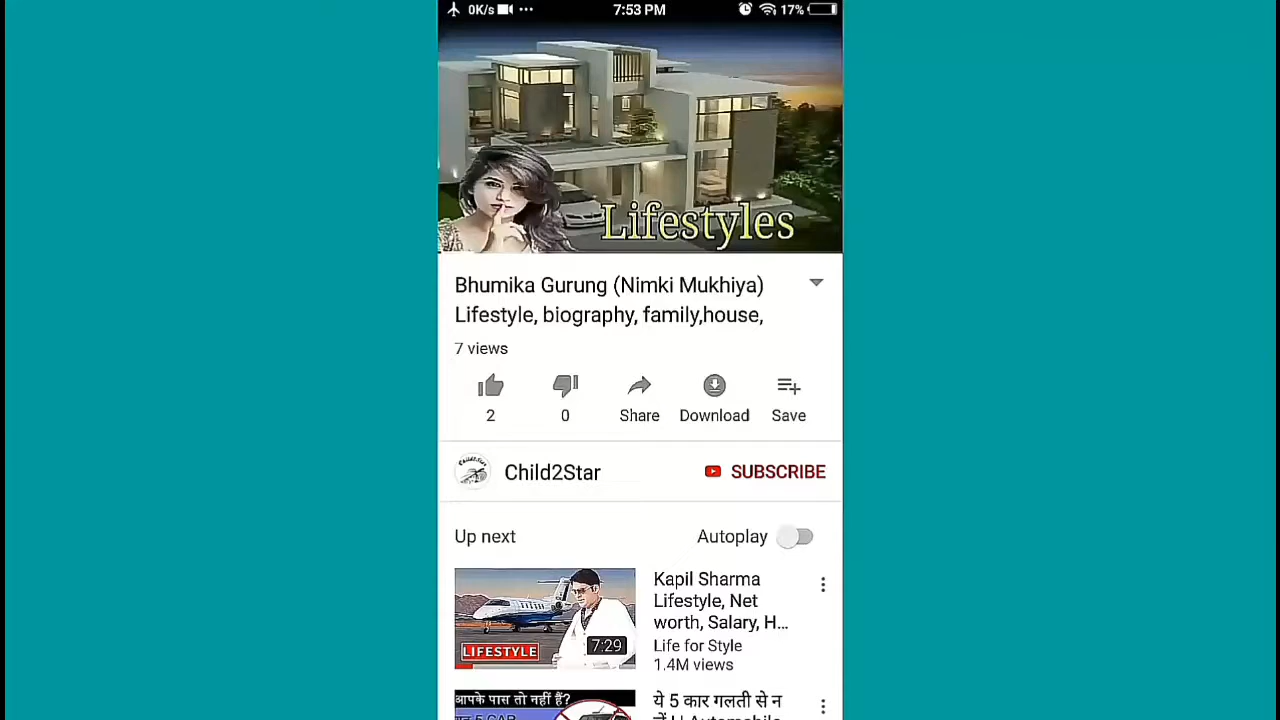 0K/s ... 7:53 PM 17%
Lifestyles
Bhumika Gurung (Nimki Mukhiya)
Lifestyle, biography, family,house,
7 views
2 0 Share Download Save
Child2Star
Child2Star SUBSCRIBE
Up next Autoplay
Kapil Sharma
Lifestyle, Net
worth, Salary, H...
Life for Style
1.4M views
LIFESTYLE 7:29
आपके पास तो नहीं हैं?
ये 5 कार गलती से न